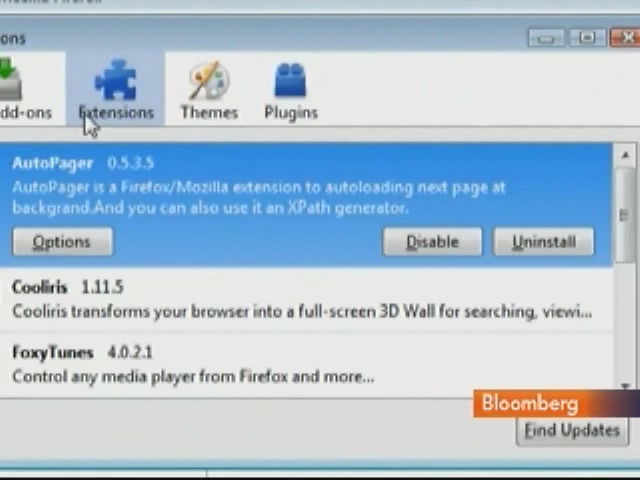 ons
dd-ons
Extensions
Themes
Plugins
AutoPager 0.5.3.5
AutoPager is a Firefox/Mozilla extension to autoloading next page at
backgrand.And you can also use it an XPath generator.
Options
Disable
Uninstall
Cooliris 1.11.5
Cooliris transforms your browser into a full-screen 3D Wall for searching, viewi...
FoxyTunes 4.0.2.1
Control any media player from Firefox and more...
Bloomberg
Find Updates